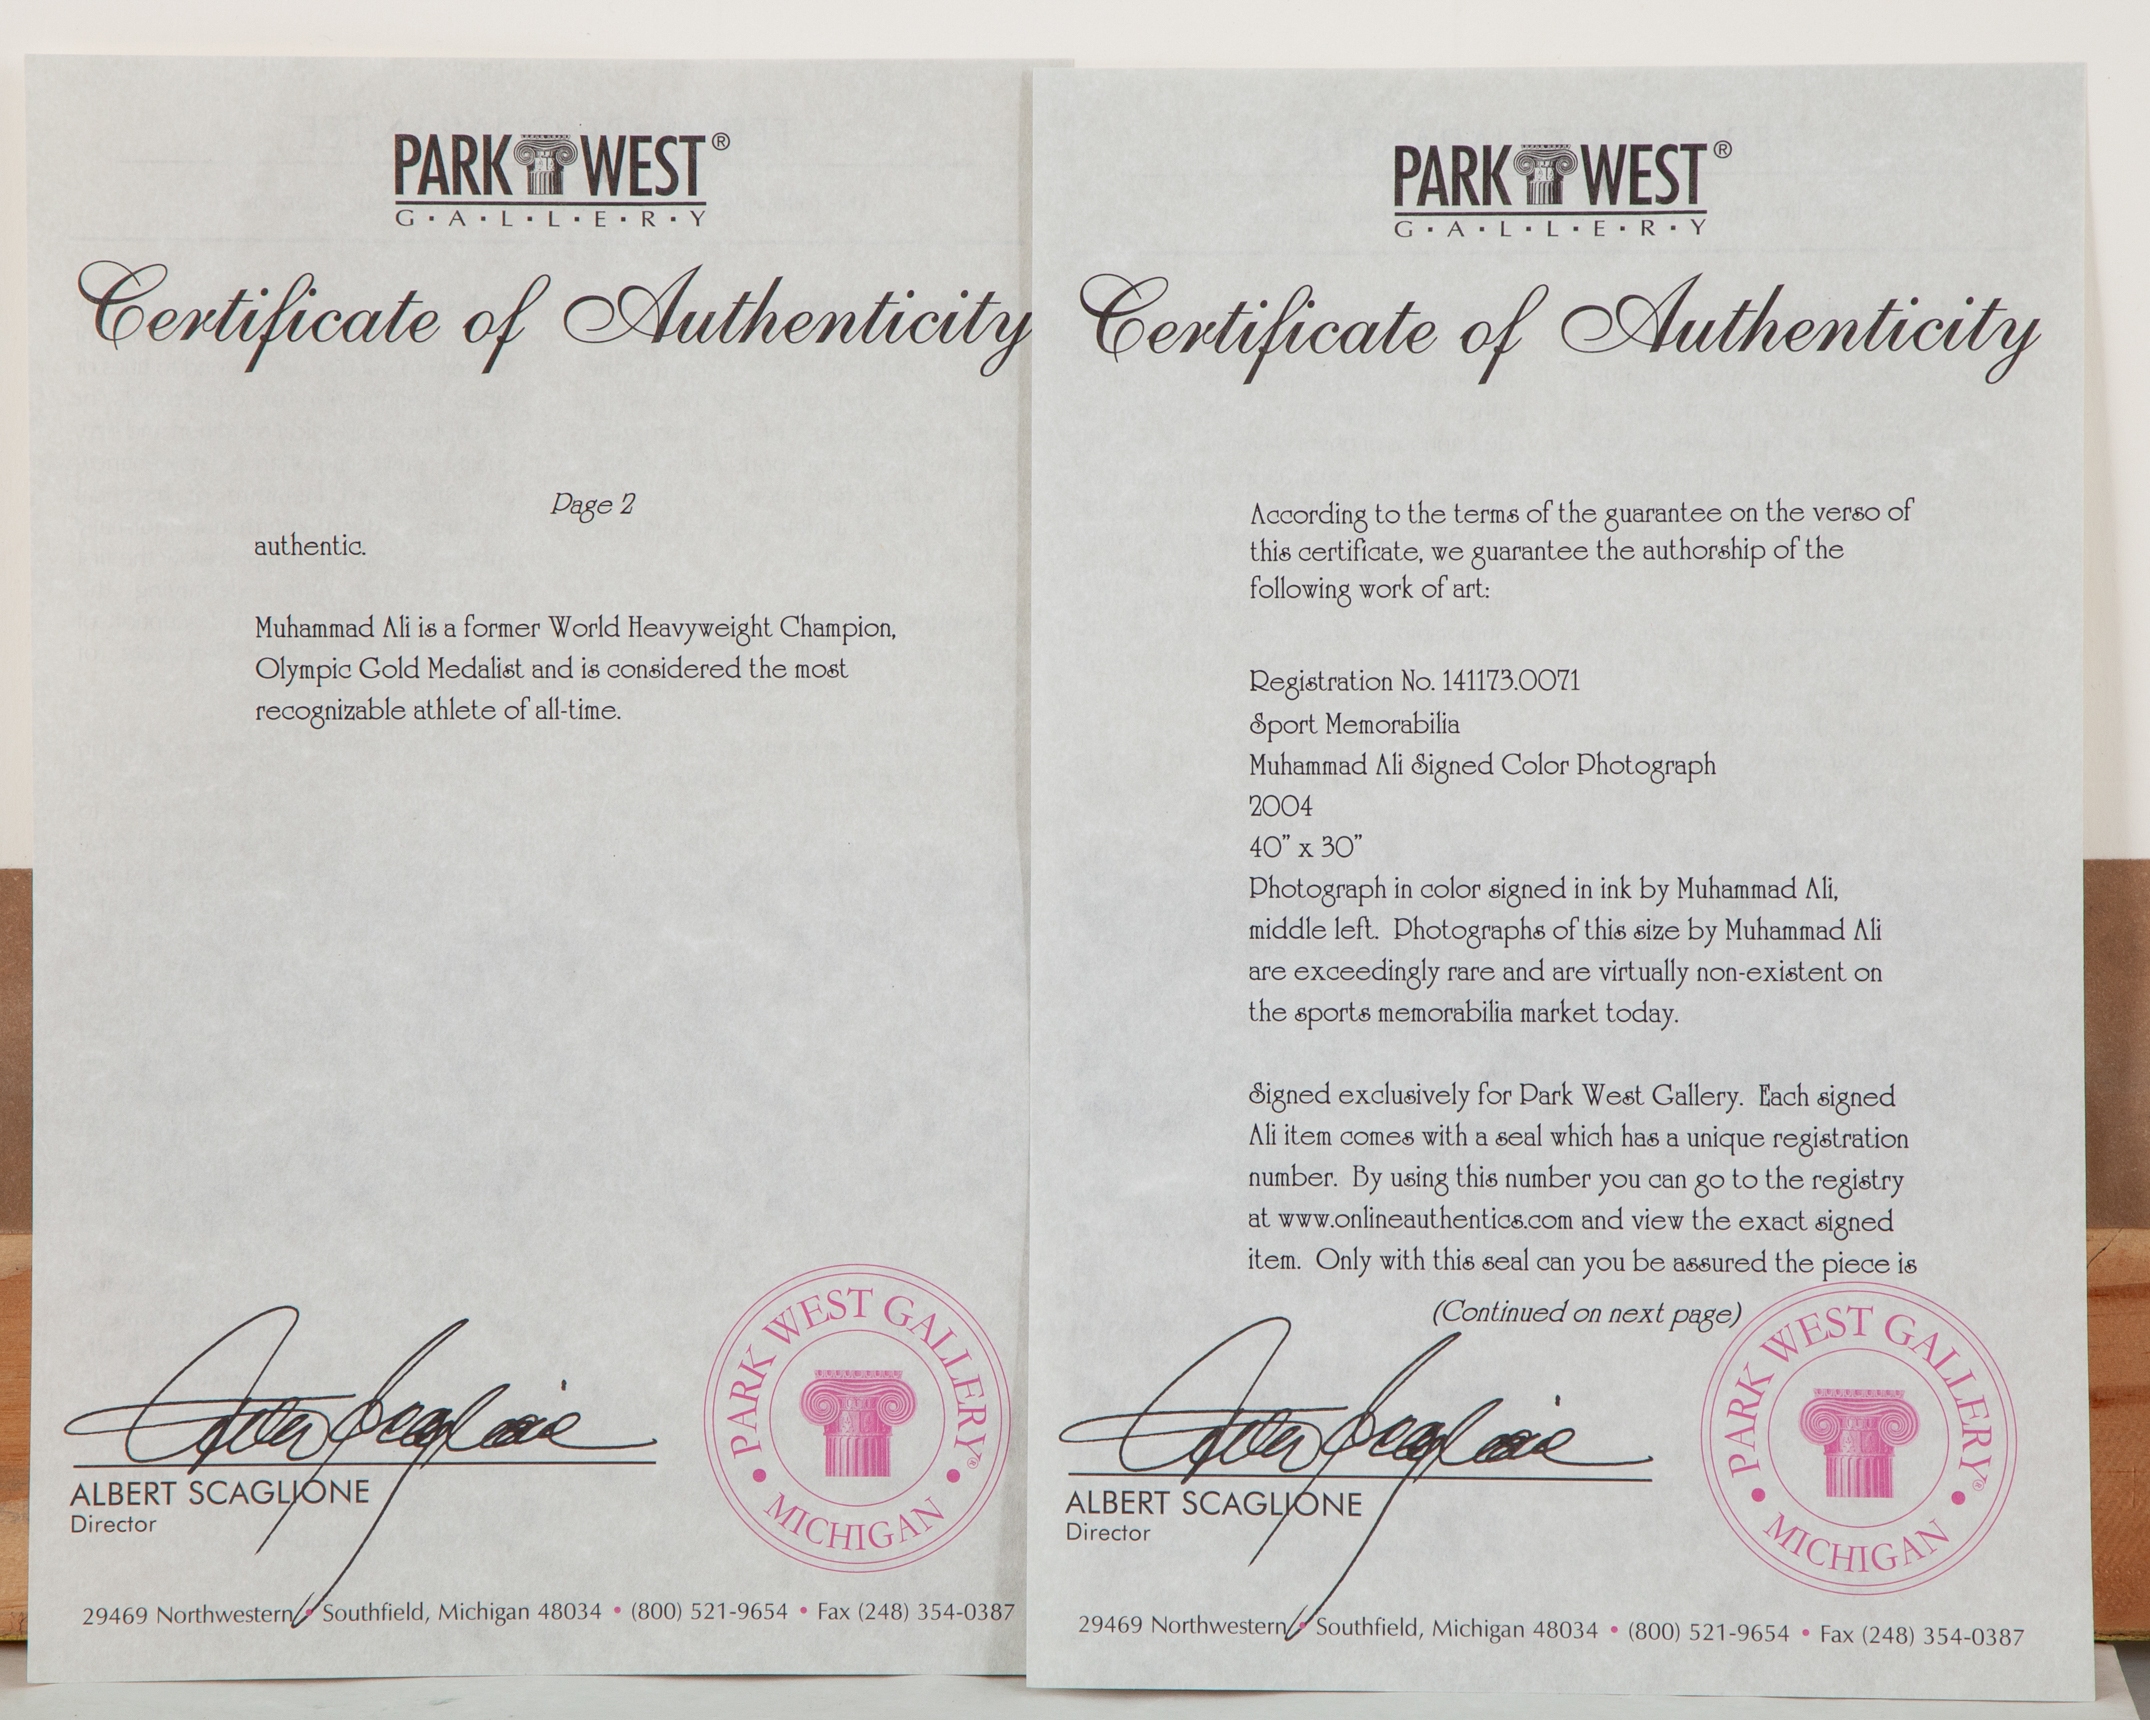 PARK WEST®
G·A·L·L·E·R·Y
Certificate of Authenticity
Page 2
authentic.
Muhammad Ali is a former World Heavyweight Champion,
Olympic Gold Medalist and is considered the most
recognizable athlete of all-time.
PARK WEST GALLERY®
• MICHIGAN •
ALBERT SCAGLIONE
Director
29469 Northwestern • Southfield, Michigan 48034 • (800) 521-9654 • Fax (248) 354-0387
PARK WEST®
G·A·L·L·E·R·Y
Certificate of Authenticity
According to the terms of the guarantee on the verso of
this certificate, we guarantee the authorship of the
following work of art:
Registration No. 141173.0071
Sport Memorabilia
Muhammad Ali Signed Color Photograph
2004
40” x 30”
Photograph in color signed in ink by Muhammad Ali,
middle left.  Photographs of this size by Muhammad Ali
are exceedingly rare and are virtually non-existent on
the sports memorabilia market today.
Signed exclusively for Park West Gallery.  Each signed
Ali item comes with a seal which has a unique registration
number.  By using this number you can go to the registry
at www.onlineauthentics.com and view the exact signed
item.  Only with this seal can you be assured the piece is
(Continued on next page)
PARK WEST GALLERY®
• MICHIGAN •
ALBERT SCAGLIONE
Director
29469 Northwestern • Southfield, Michigan 48034 • (800) 521-9654 • Fax (248) 354-0387